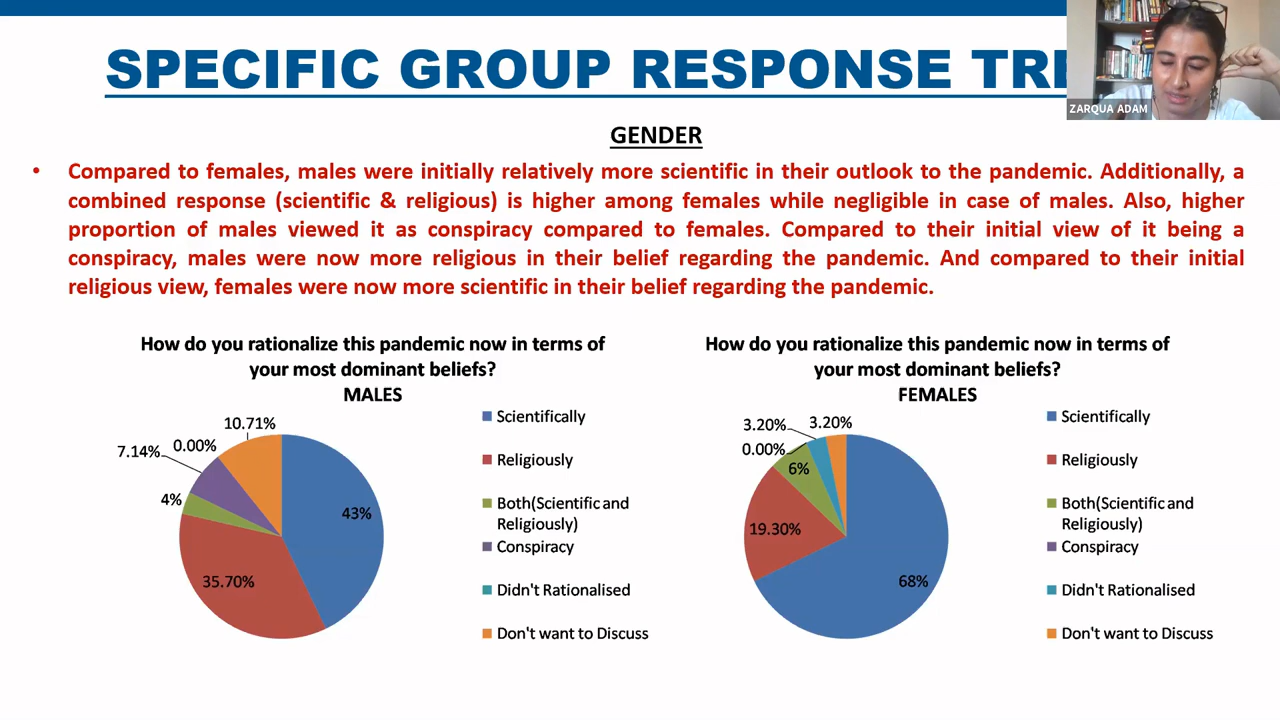 SPECIFIC GROUP RESPONSE
ZARQUA ADAM
GENDER
• Compared to females, males were initially relatively more scientific in their outlook to the pandemic. Additionally, a
combined response (scientific & religious) is higher among females while negligible in case of males. Also, higher
proportion of males viewed it as conspiracy compared to females. Compared to their initial view of it being a
conspiracy, males were now more religious in their belief regarding the pandemic. And compared to their initial
religious view, females were now more scientific in their belief regarding the pandemic.
How do you rationalize this pandemic now in terms of
your most dominant beliefs?
MALES
10.71%
0.00%
7.14%
4%
43%
35.70%
Scientifically
Religiously
Both(Scientific and
Religiously)
Conspiracy
Didn't Rationalised
Don't want to Discuss
How do you rationalize this pandemic now in terms of
your most dominant beliefs?
FEMALES
3.20%
3.20%
0.00%
6%
19.30%
68%
Scientifically
Religiously
Both(Scientific and
Religiously)
Conspiracy
Didn't Rationalised
Don't want to Discuss